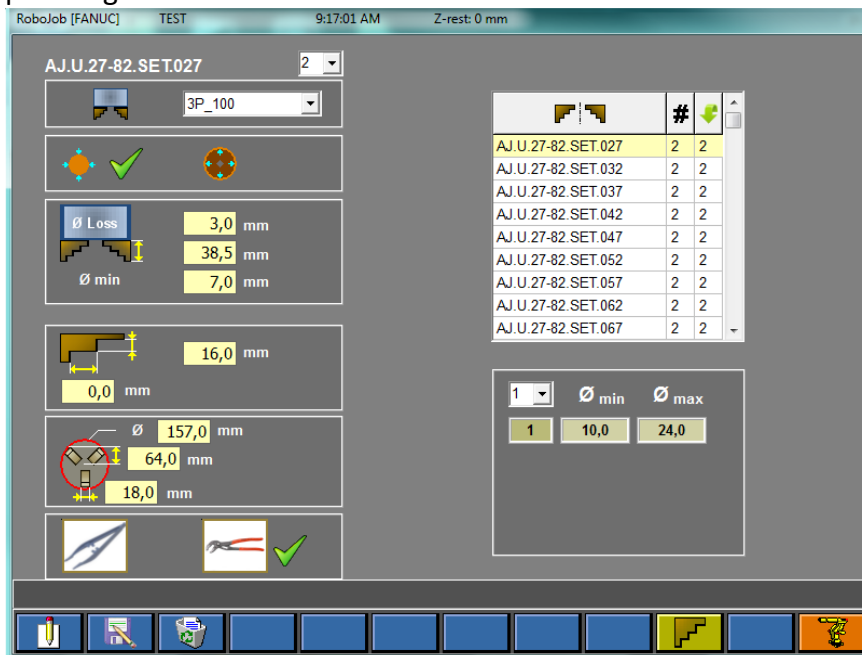 RoboJob [FANUC] TEST 9:17:01 AM Z-rest: 0 mm
AJ.U.27-82.SET.027 2
3P_100
Ø Loss 3,0 mm
38,5 mm
Ø min 7,0 mm
16,0 mm
0,0 mm
Ø 157,0 mm
64,0 mm
18,0 mm
#
AJ.U.27-82.SET.027 2 2
AJ.U.27-82.SET.032 2 2
AJ.U.27-82.SET.037 2 2
AJ.U.27-82.SET.042 2 2
AJ.U.27-82.SET.047 2 2
AJ.U.27-82.SET.052 2 2
AJ.U.27-82.SET.057 2 2
AJ.U.27-82.SET.062 2 2
AJ.U.27-82.SET.067 2 2
1 Ø min Ø max
1 10,0 24,0